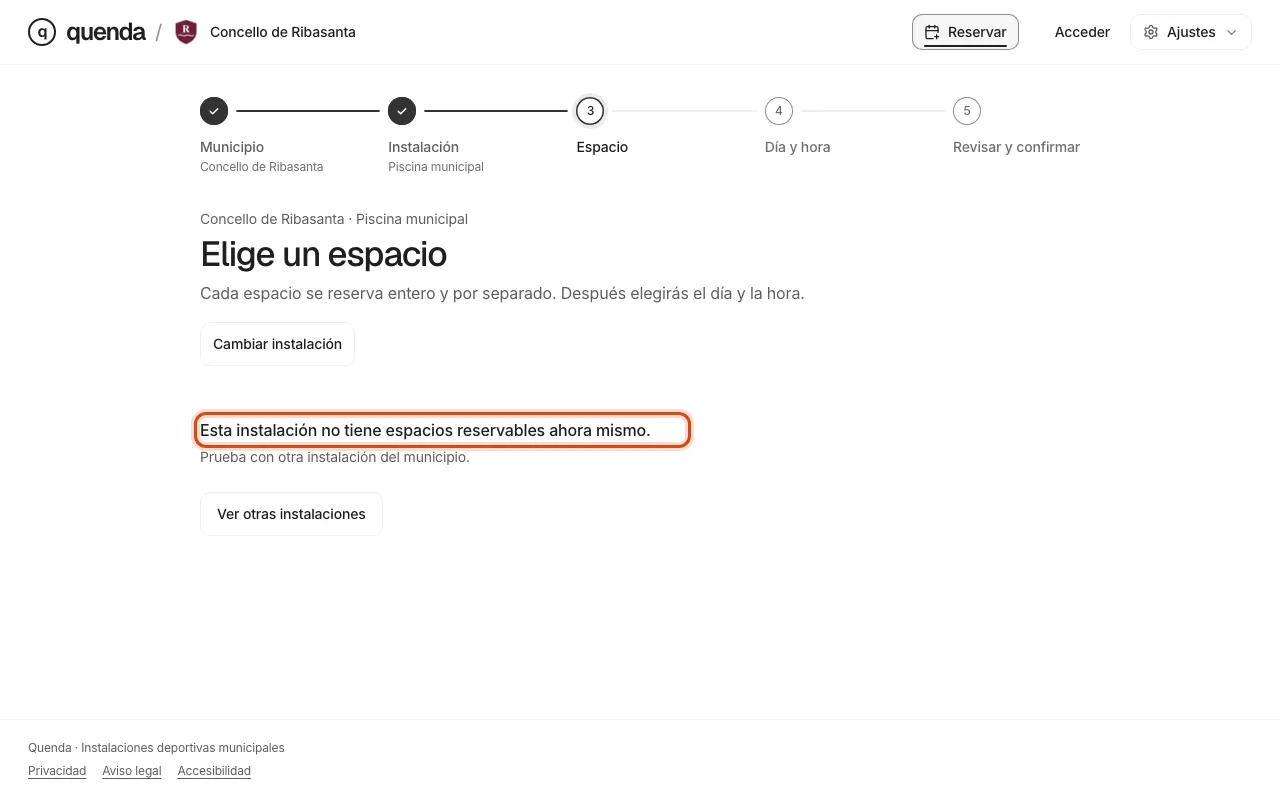 q quenda / R Concello de Ribasanta
Reservar
Acceder
Ajustes
3
4
5
Municipio
Instalación
Espacio
Día y hora
Revisar y confirmar
Concello de Ribasanta
Piscina municipal
Concello de Ribasanta · Piscina municipal
Elige un espacio
Cada espacio se reserva entero y por separado. Después elegirás el día y la hora.
Cambiar instalación
Esta instalación no tiene espacios reservables ahora mismo.
Prueba con otra instalación del municipio.
Ver otras instalaciones
Quenda · Instalaciones deportivas municipales
Privacidad Aviso legal Accesibilidad